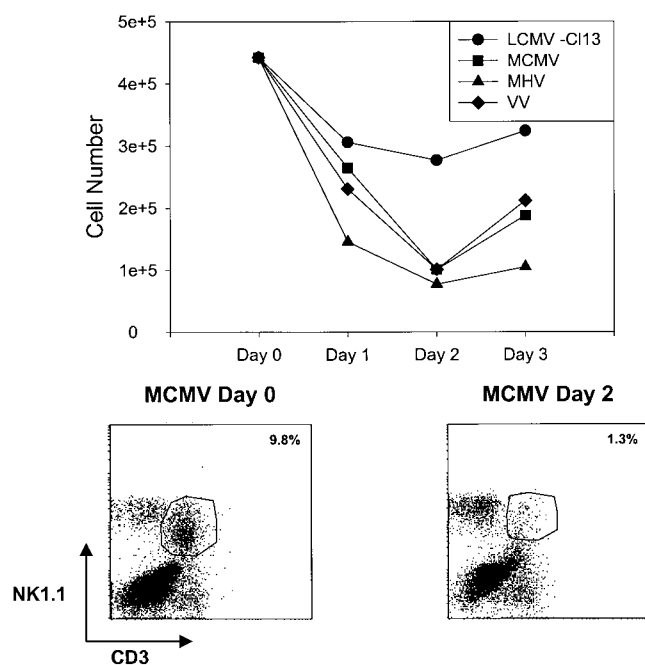 5e+5
4e+5
3e+5
2e+5
1e+5
0
Cell Number
LCMV -Cl13
MCMV
MHV
VV
Day 0 Day 1 Day 2 Day 3
MCMV Day 0 MCMV Day 2
9.8% 1.3%
NK1.1
CD3